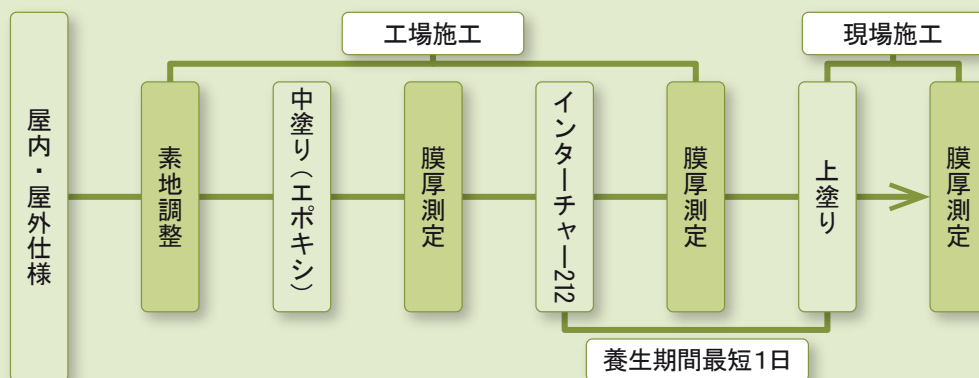 工場施工
現場施工
屋内・屋外仕様
素地調整
中塗り（エポキシ）
膜厚測定
インターチャー212
膜厚測定
上塗り
膜厚測定
養生期間最短1日